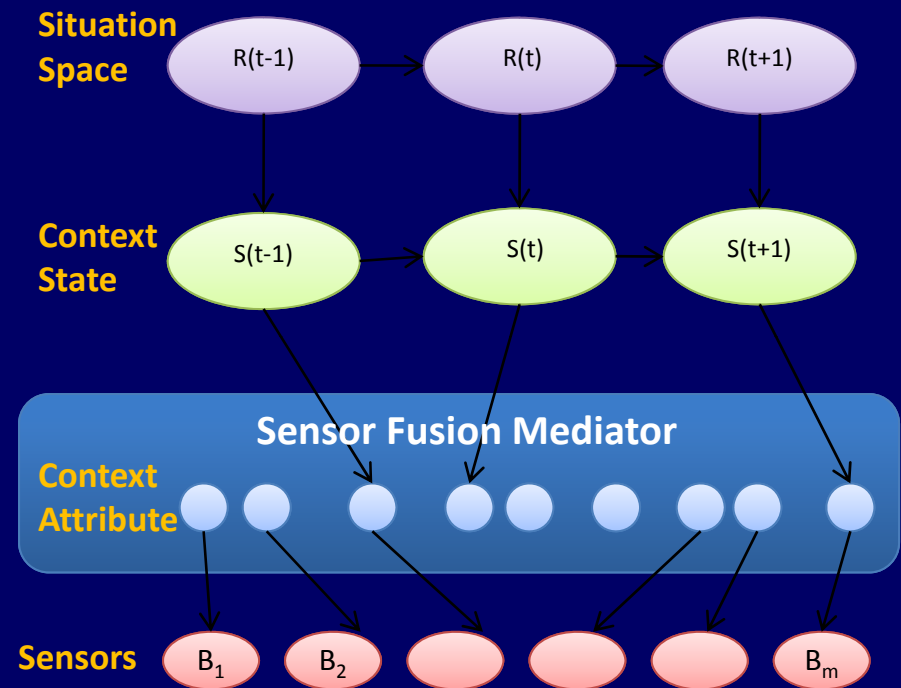 Situation
Space
R(t-1)
R(t)
R(t+1)
Context
State
S(t-1)
S(t)
S(t+1)
Sensor Fusion Mediator
Context
Attribute
Sensors
B1
B2
Bm